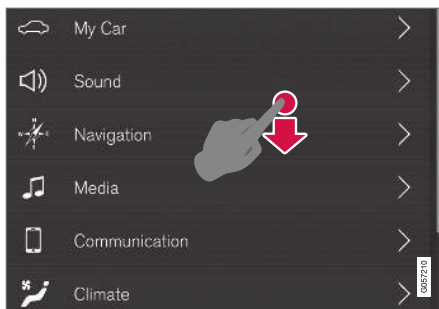 My Car
Sound
Navigation
Media
Communication
Climate
G057210